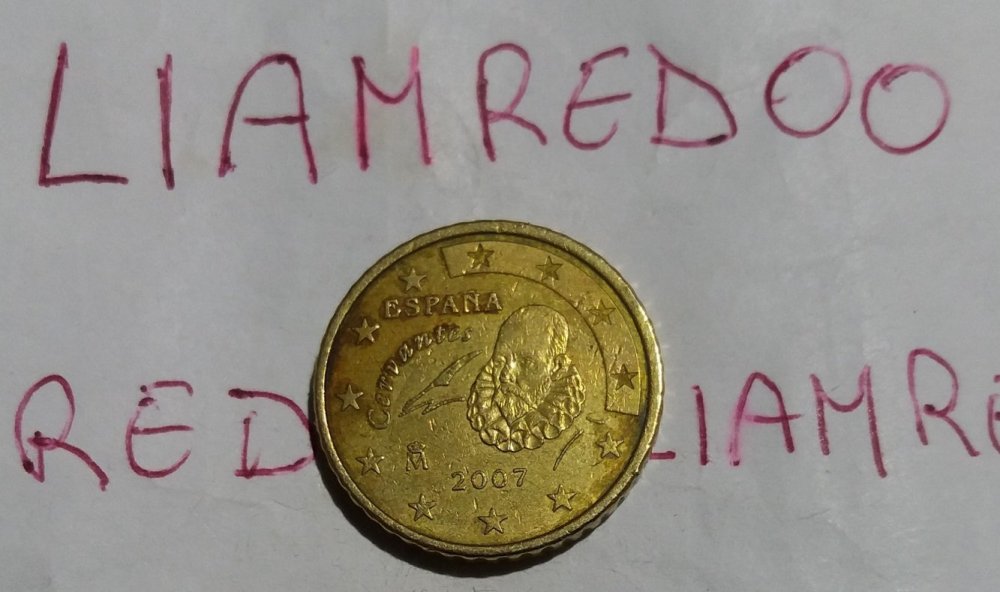 LIAMREDOO
ESPAÑA
Cervantes
RED LIAMRE
M
2007